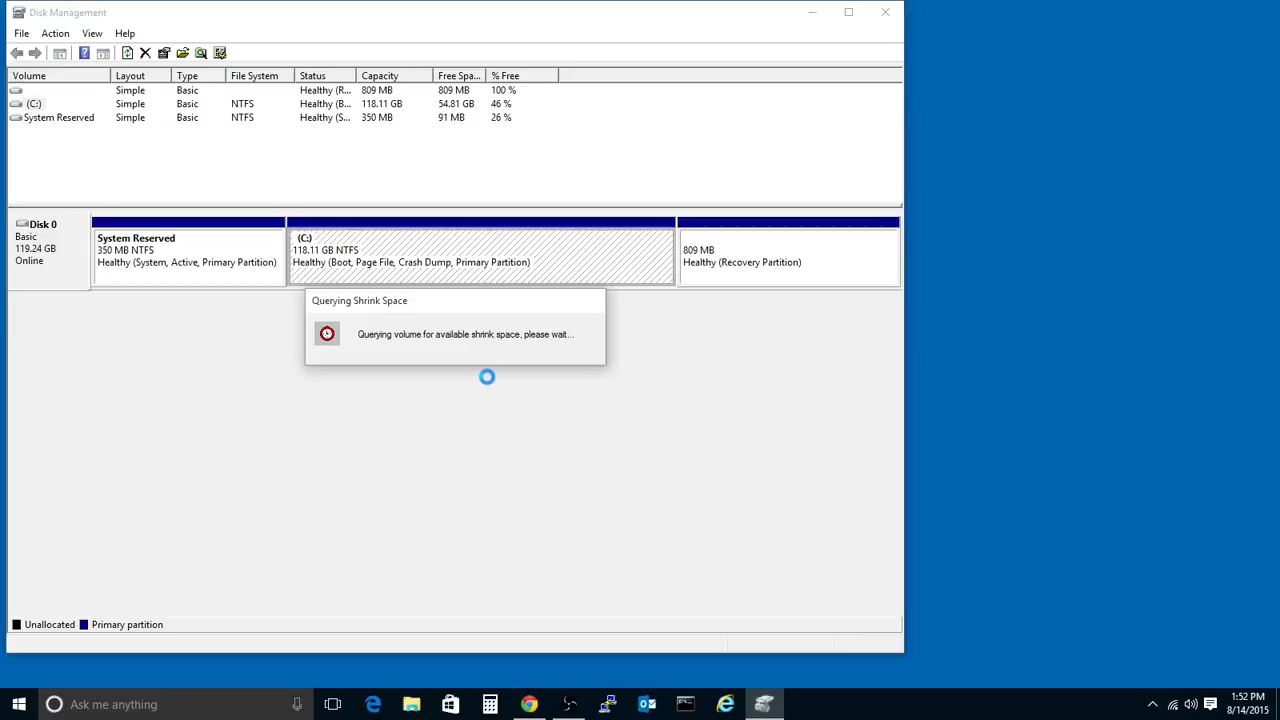 Disk Management
File Action View Help
Volume Layout Type File System Status Capacity Free Spa... % Free
Simple Basic Healthy (R... 809 MB 809 MB 100 %
(C:) Simple Basic NTFS Healthy (B... 118.11 GB 54.81 GB 46 %
System Reserved Simple Basic NTFS Healthy (S... 350 MB 91 MB 26 %
Disk 0
Basic
119.24 GB
Online
System Reserved
350 MB NTFS
Healthy (System, Active, Primary Partition)
(C:)
118.11 GB NTFS
Healthy (Boot, Page File, Crash Dump, Primary Partition)
809 MB
Healthy (Recovery Partition)
Querying Shrink Space
Querying volume for available shrink space, please wait...
Unallocated Primary partition
Ask me anything
1:52 PM
8/14/2015